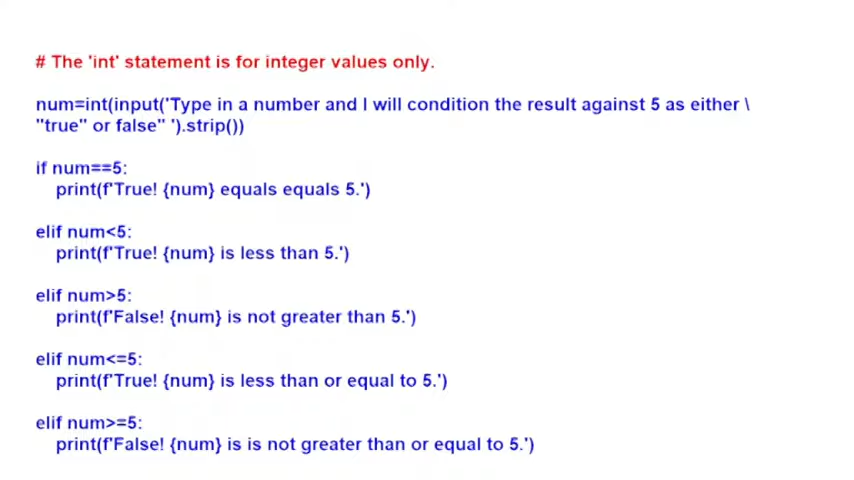 # The 'int' statement is for integer values only.
num=int(input('Type in a number and I will condition the result against 5 as either \
"true" or false" ').strip())
if num==5:
print(f'True! {num} equals equals 5.')
elif num<5:
print(f'True! {num} is less than 5.')
elif num>5:
print(f'False! {num} is not greater than 5.')
elif num<=5:
print(f'True! {num} is less than or equal to 5.')
elif num>=5:
print(f'False! {num} is is not greater than or equal to 5.')